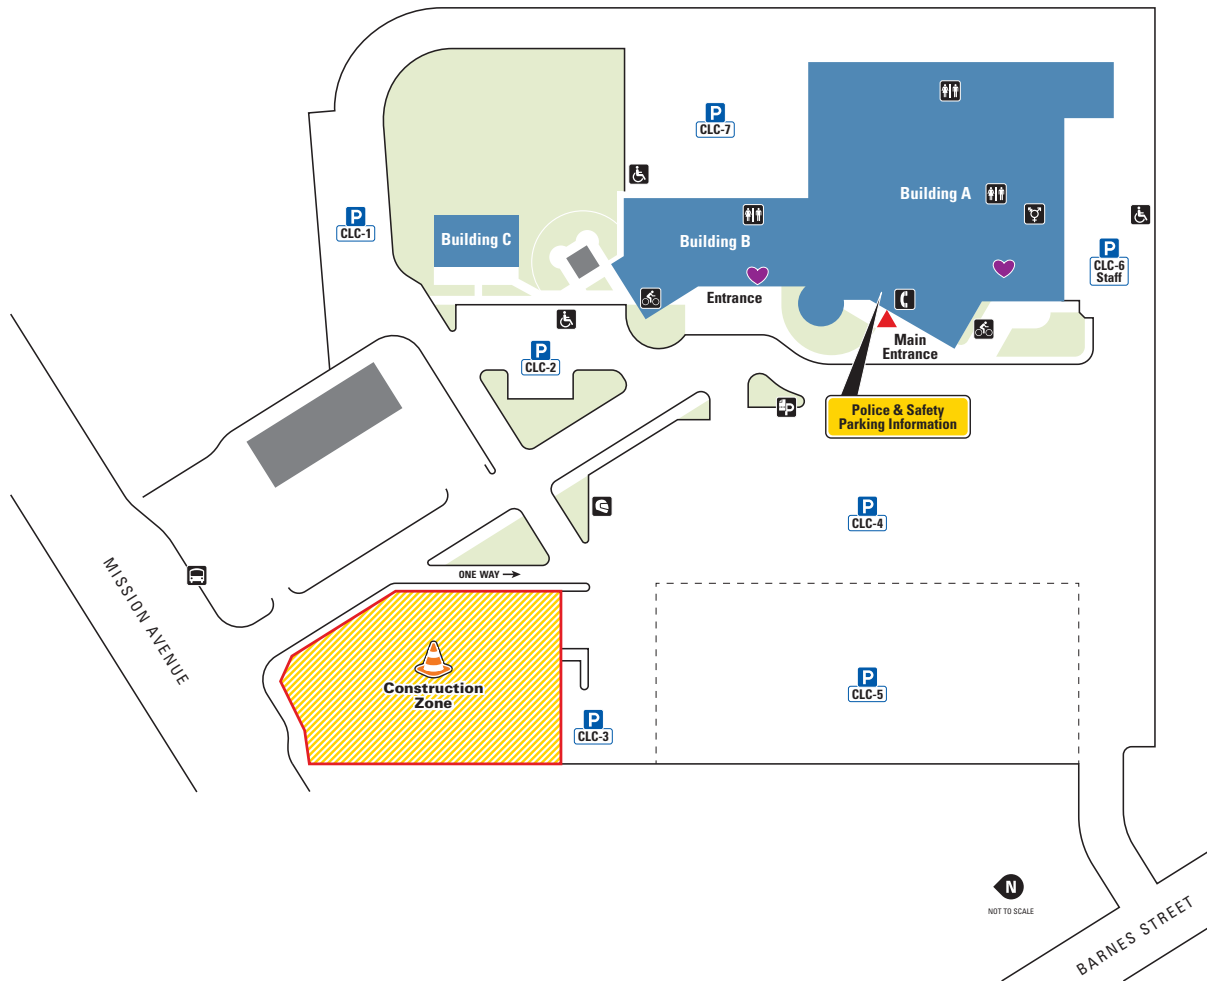 P
CLC-7
Building A
P
CLC-1
Building C
Building B
P
CLC-6
Staff
Entrance
Main
Entrance
P
CLC-2
P
Police & Safety
Parking Information
P
CLC-4
ONE WAY
MISSION AVENUE
Construction
Zone
P
CLC-5
P
CLC-3
N
NOT TO SCALE
BARNES STREET